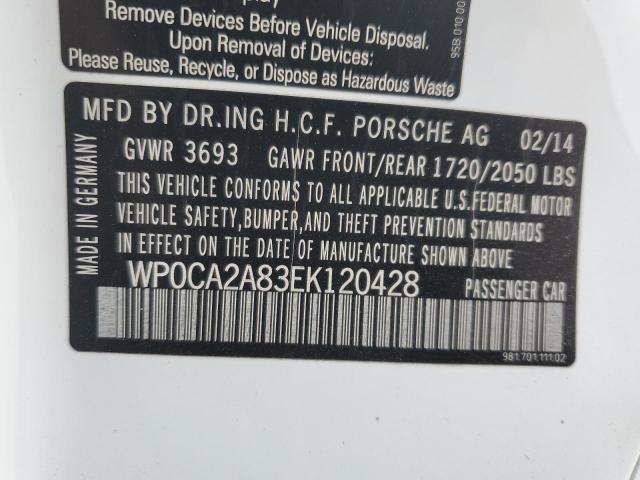 Remove Devices Before Vehicle Disposal.
Upon Removal of Devices:
Please Reuse, Recycle, or Dispose as Hazardous Waste
95B.010.00
MFD BY DR.ING H.C.F. PORSCHE AG 02/14
GVWR 3693 GAWR FRONT/REAR 1720/2050 LBS
THIS VEHICLE CONFORMS TO ALL APPLICABLE U.S.FEDERAL MOTOR
VEHICLE SAFETY,BUMPER,AND THEFT PREVENTION STANDARDS
IN EFFECT ON THE DATE OF MANUFACTURE SHOWN ABOVE
WP0CA2A83EK120428 PASSENGER CAR
MADE IN GERMANY
981.701.111.02